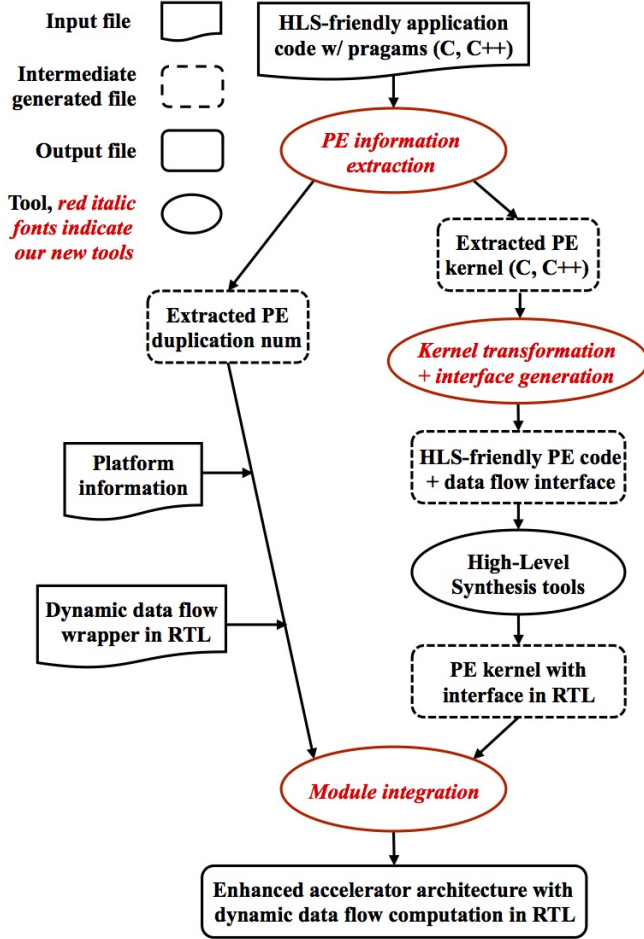 Input file
Intermediate
generated file
Output file
Tool, red italic
fonts indicate
our new tools
HLS-friendly application
code w/ pragams (C, C++)
PE information
extraction
Extracted PE
kernel (C, C++)
Extracted PE
duplication num
Kernel transformation
+ interface generation
Platform
information
HLS-friendly PE code
+ data flow interface
High-Level
Synthesis tools
Dynamic data flow
wrapper in RTL
PE kernel with
interface in RTL
Module integration
Enhanced accelerator architecture with
dynamic data flow computation in RTL